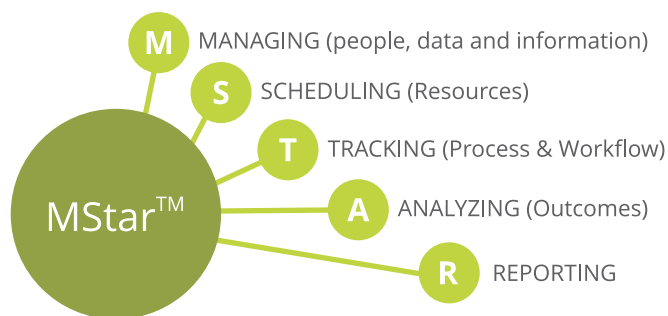 M MANAGING (people, data and information)
S SCHEDULING (Resources)
T TRACKING (Process & Workflow)
MStar™
A ANALYZING (Outcomes)
R REPORTING